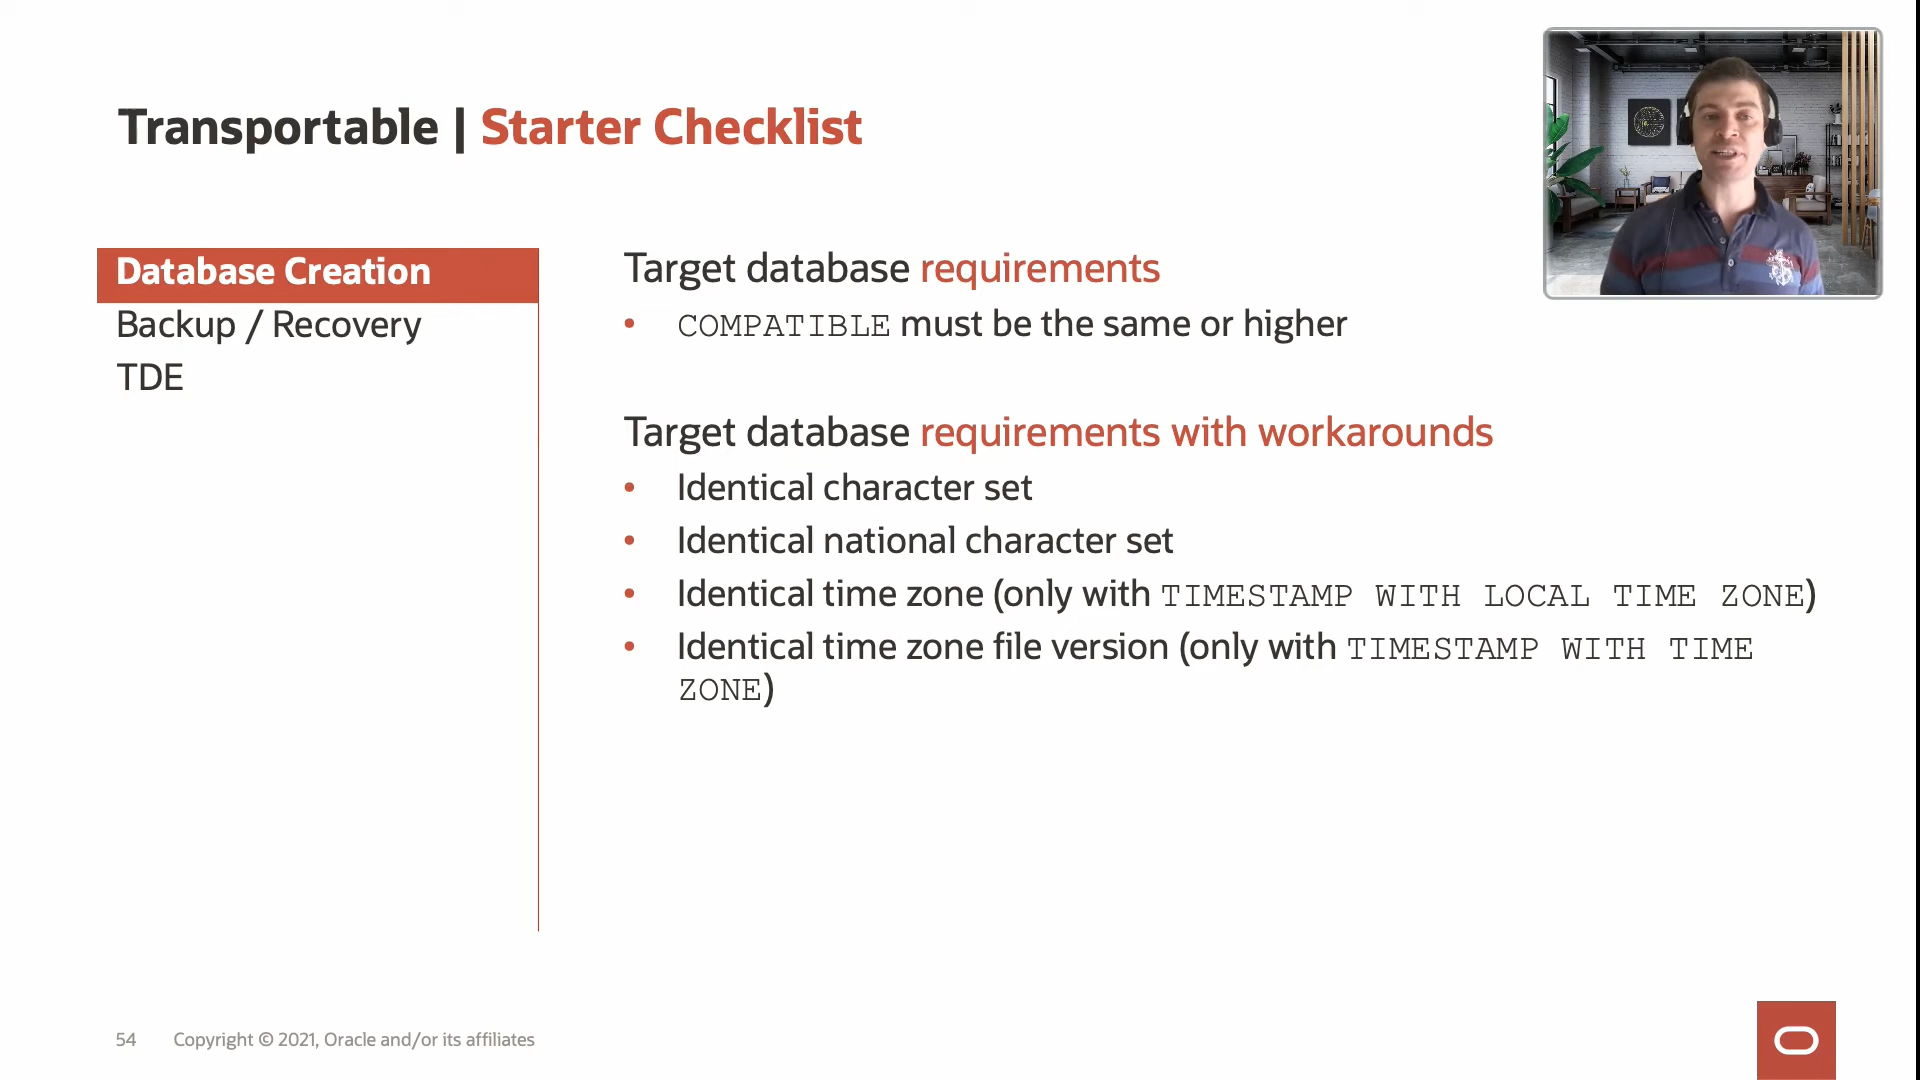 Transportable | Starter Checklist
Database Creation
Backup / Recovery
TDE
Target database requirements
• COMPATIBLE must be the same or higher
Target database requirements with workarounds
• Identical character set
• Identical national character set
• Identical time zone (only with TIMESTAMP WITH LOCAL TIME ZONE)
• Identical time zone file version (only with TIMESTAMP WITH TIME
ZONE)
54 Copyright © 2021, Oracle and/or its affiliates